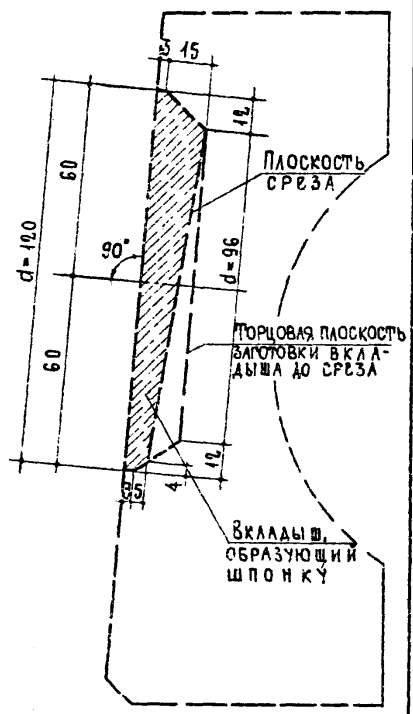 5 15
12
60
ПЛОСКОСТЬ
СРЕЗА
90°
d=120
d=96
ТОРЦОВАЯ ПЛОСКОСТЬ
ЗАГОТОВКИ ВКЛА-
ДЫША ДО СРЕЗА
60
12
5
4
ВКЛАДЫШ,
ОБРАЗУЮЩИЙ
ШПОНКУ